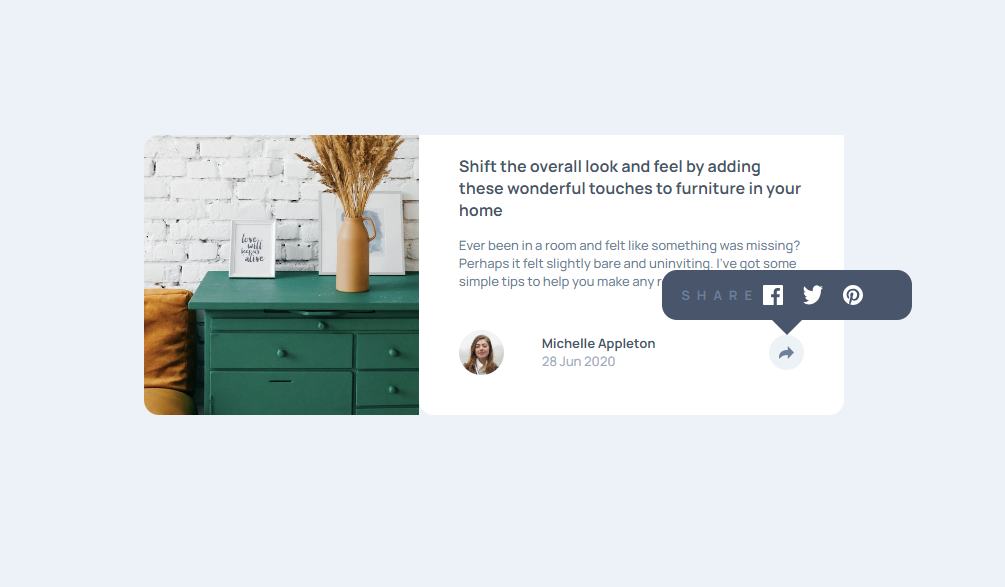 Shift the overall look and feel by adding
these wonderful touches to furniture in your
home
Ever been in a room and felt like something was missing?
Perhaps it felt slightly bare and uninviting. I've got some
simple tips to help you make any
SHARE
Michelle Appleton
28 Jun 2020
love
will
keep us
alive